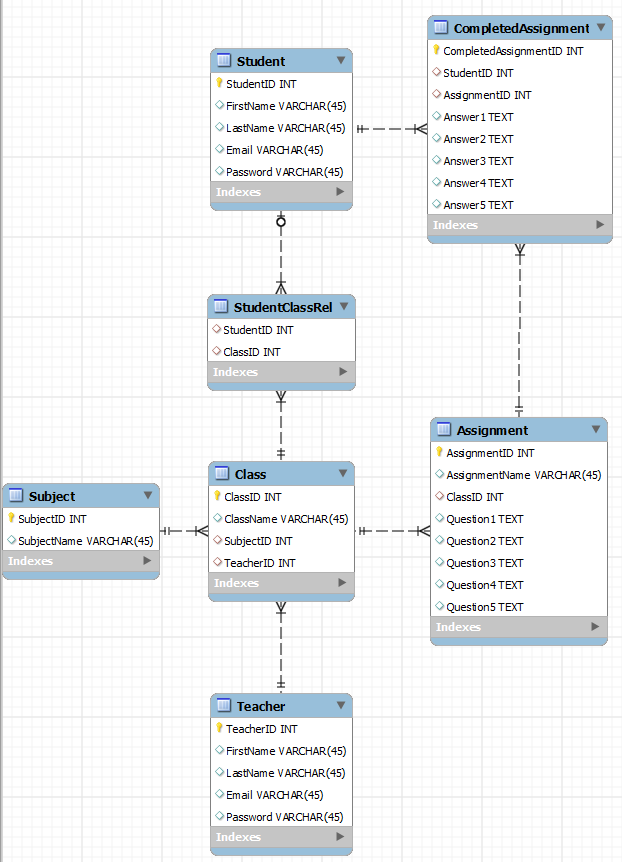 Student
StudentID INT
FirstName VARCHAR(45)
LastName VARCHAR(45)
Email VARCHAR(45)
Password VARCHAR(45)
Indexes
CompletedAssignment
CompletedAssignmentID INT
StudentID INT
AssignmentID INT
Answer1 TEXT
Answer2 TEXT
Answer3 TEXT
Answer4 TEXT
Answer5 TEXT
Indexes
StudentClassRel
StudentID INT
ClassID INT
Indexes
Subject
SubjectID INT
SubjectName VARCHAR(45)
Indexes
Class
ClassID INT
ClassName VARCHAR(45)
SubjectID INT
TeacherID INT
Indexes
Assignment
AssignmentID INT
AssignmentName VARCHAR(45)
ClassID INT
Question1 TEXT
Question2 TEXT
Question3 TEXT
Question4 TEXT
Question5 TEXT
Indexes
Teacher
TeacherID INT
FirstName VARCHAR(45)
LastName VARCHAR(45)
Email VARCHAR(45)
Password VARCHAR(45)
Indexes